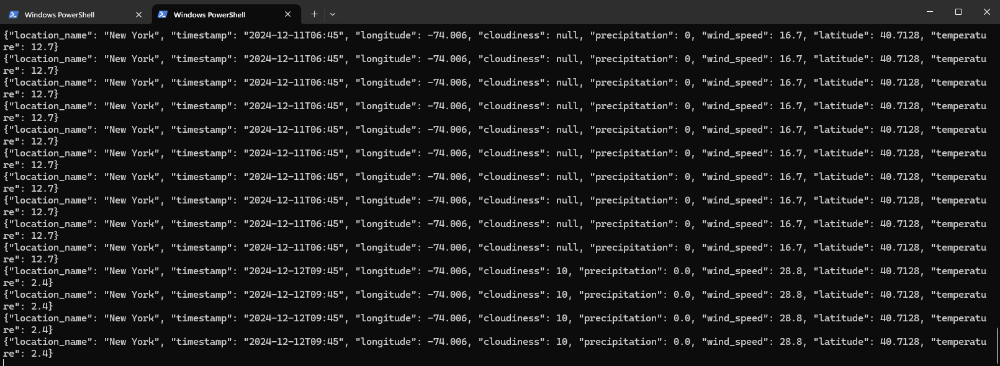 Windows PowerShell
Windows PowerShell
{"location_name": "New York", "timestamp": "2024-12-11T06:45", "longitude": -74.006, "cloudiness": null, "precipitation": 0, "wind_speed": 16.7, "latitude": 40.7128, "temperatu
re": 12.7}
{"location_name": "New York", "timestamp": "2024-12-11T06:45", "longitude": -74.006, "cloudiness": null, "precipitation": 0, "wind_speed": 16.7, "latitude": 40.7128, "temperatu
re": 12.7}
{"location_name": "New York", "timestamp": "2024-12-11T06:45", "longitude": -74.006, "cloudiness": null, "precipitation": 0, "wind_speed": 16.7, "latitude": 40.7128, "temperatu
re": 12.7}
{"location_name": "New York", "timestamp": "2024-12-11T06:45", "longitude": -74.006, "cloudiness": null, "precipitation": 0, "wind_speed": 16.7, "latitude": 40.7128, "temperatu
re": 12.7}
{"location_name": "New York", "timestamp": "2024-12-11T06:45", "longitude": -74.006, "cloudiness": null, "precipitation": 0, "wind_speed": 16.7, "latitude": 40.7128, "temperatu
re": 12.7}
{"location_name": "New York", "timestamp": "2024-12-11T06:45", "longitude": -74.006, "cloudiness": null, "precipitation": 0, "wind_speed": 16.7, "latitude": 40.7128, "temperatu
re": 12.7}
{"location_name": "New York", "timestamp": "2024-12-11T06:45", "longitude": -74.006, "cloudiness": null, "precipitation": 0, "wind_speed": 16.7, "latitude": 40.7128, "temperatu
re": 12.7}
{"location_name": "New York", "timestamp": "2024-12-11T06:45", "longitude": -74.006, "cloudiness": null, "precipitation": 0, "wind_speed": 16.7, "latitude": 40.7128, "temperatu
re": 12.7}
{"location_name": "New York", "timestamp": "2024-12-11T06:45", "longitude": -74.006, "cloudiness": null, "precipitation": 0, "wind_speed": 16.7, "latitude": 40.7128, "temperatu
re": 12.7}
{"location_name": "New York", "timestamp": "2024-12-11T06:45", "longitude": -74.006, "cloudiness": null, "precipitation": 0, "wind_speed": 16.7, "latitude": 40.7128, "temperatu
re": 12.7}
{"location_name": "New York", "timestamp": "2024-12-12T09:45", "longitude": -74.006, "cloudiness": 10, "precipitation": 0.0, "wind_speed": 28.8, "latitude": 40.7128, "temperatu
re": 2.4}
{"location_name": "New York", "timestamp": "2024-12-12T09:45", "longitude": -74.006, "cloudiness": 10, "precipitation": 0.0, "wind_speed": 28.8, "latitude": 40.7128, "temperatu
re": 2.4}
{"location_name": "New York", "timestamp": "2024-12-12T09:45", "longitude": -74.006, "cloudiness": 10, "precipitation": 0.0, "wind_speed": 28.8, "latitude": 40.7128, "temperatu
re": 2.4}
{"location_name": "New York", "timestamp": "2024-12-12T09:45", "longitude": -74.006, "cloudiness": 10, "precipitation": 0.0, "wind_speed": 28.8, "latitude": 40.7128, "temperatu
re": 2.4}